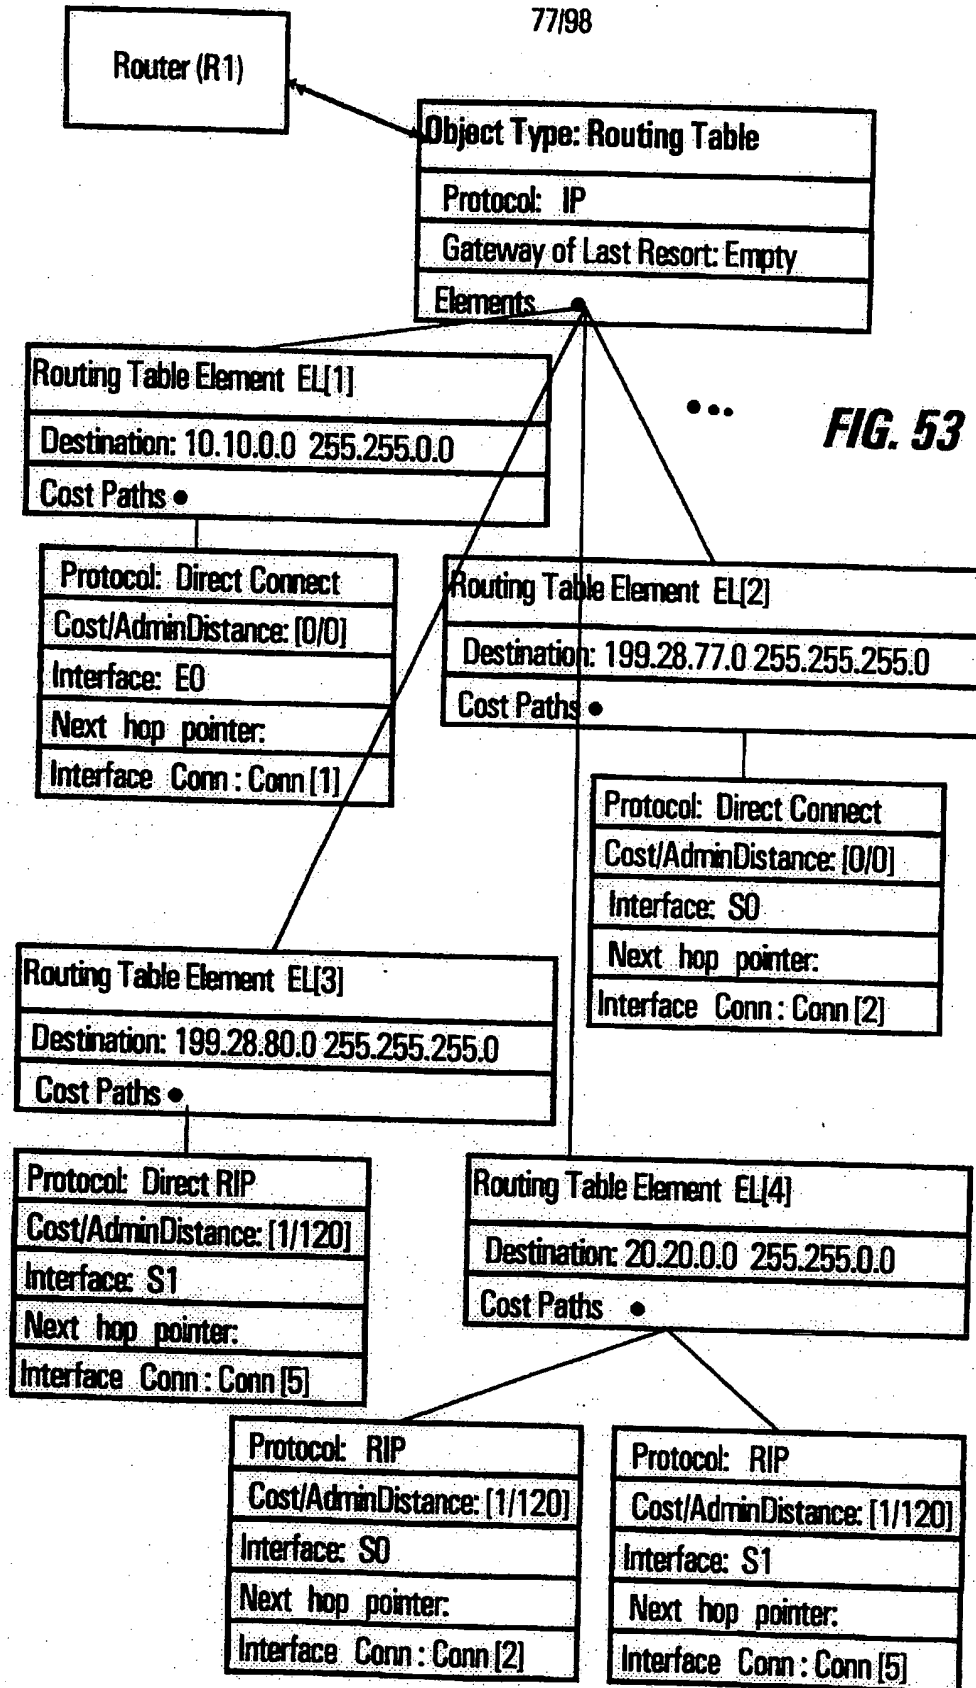 77/98
Router (R1)
Object Type: Routing Table
Protocol: IP
Gateway of Last Resort: Empty
Elements
FIG. 53
Routing Table Element EL[1]
Destination: 10.10.0.0 255.255.0.0
Cost Paths
Protocol: Direct Connect
Cost/AdminDistance: [0/0]
Interface: E0
Next hop pointer:
Interface Conn : Conn [1]
Routing Table Element EL[2]
Destination: 199.28.77.0 255.255.255.0
Cost Paths
Protocol: Direct Connect
Cost/AdminDistance: [0/0]
Interface: S0
Next hop pointer:
Interface Conn : Conn [2]
Routing Table Element EL[3]
Destination: 199.28.80.0 255.255.255.0
Cost Paths
Protocol: Direct RIP
Cost/AdminDistance: [1/120]
Interface: S1
Next hop pointer:
Interface Conn : Conn [5]
Routing Table Element EL[4]
Destination: 20.20.0.0 255.255.0.0
Cost Paths
Protocol: RIP
Cost/AdminDistance: [1/120]
Interface: S0
Next hop pointer:
Interface Conn : Conn [2]
Protocol: RIP
Cost/AdminDistance: [1/120]
Interface: S1
Next hop pointer:
Interface Conn : Conn [5]